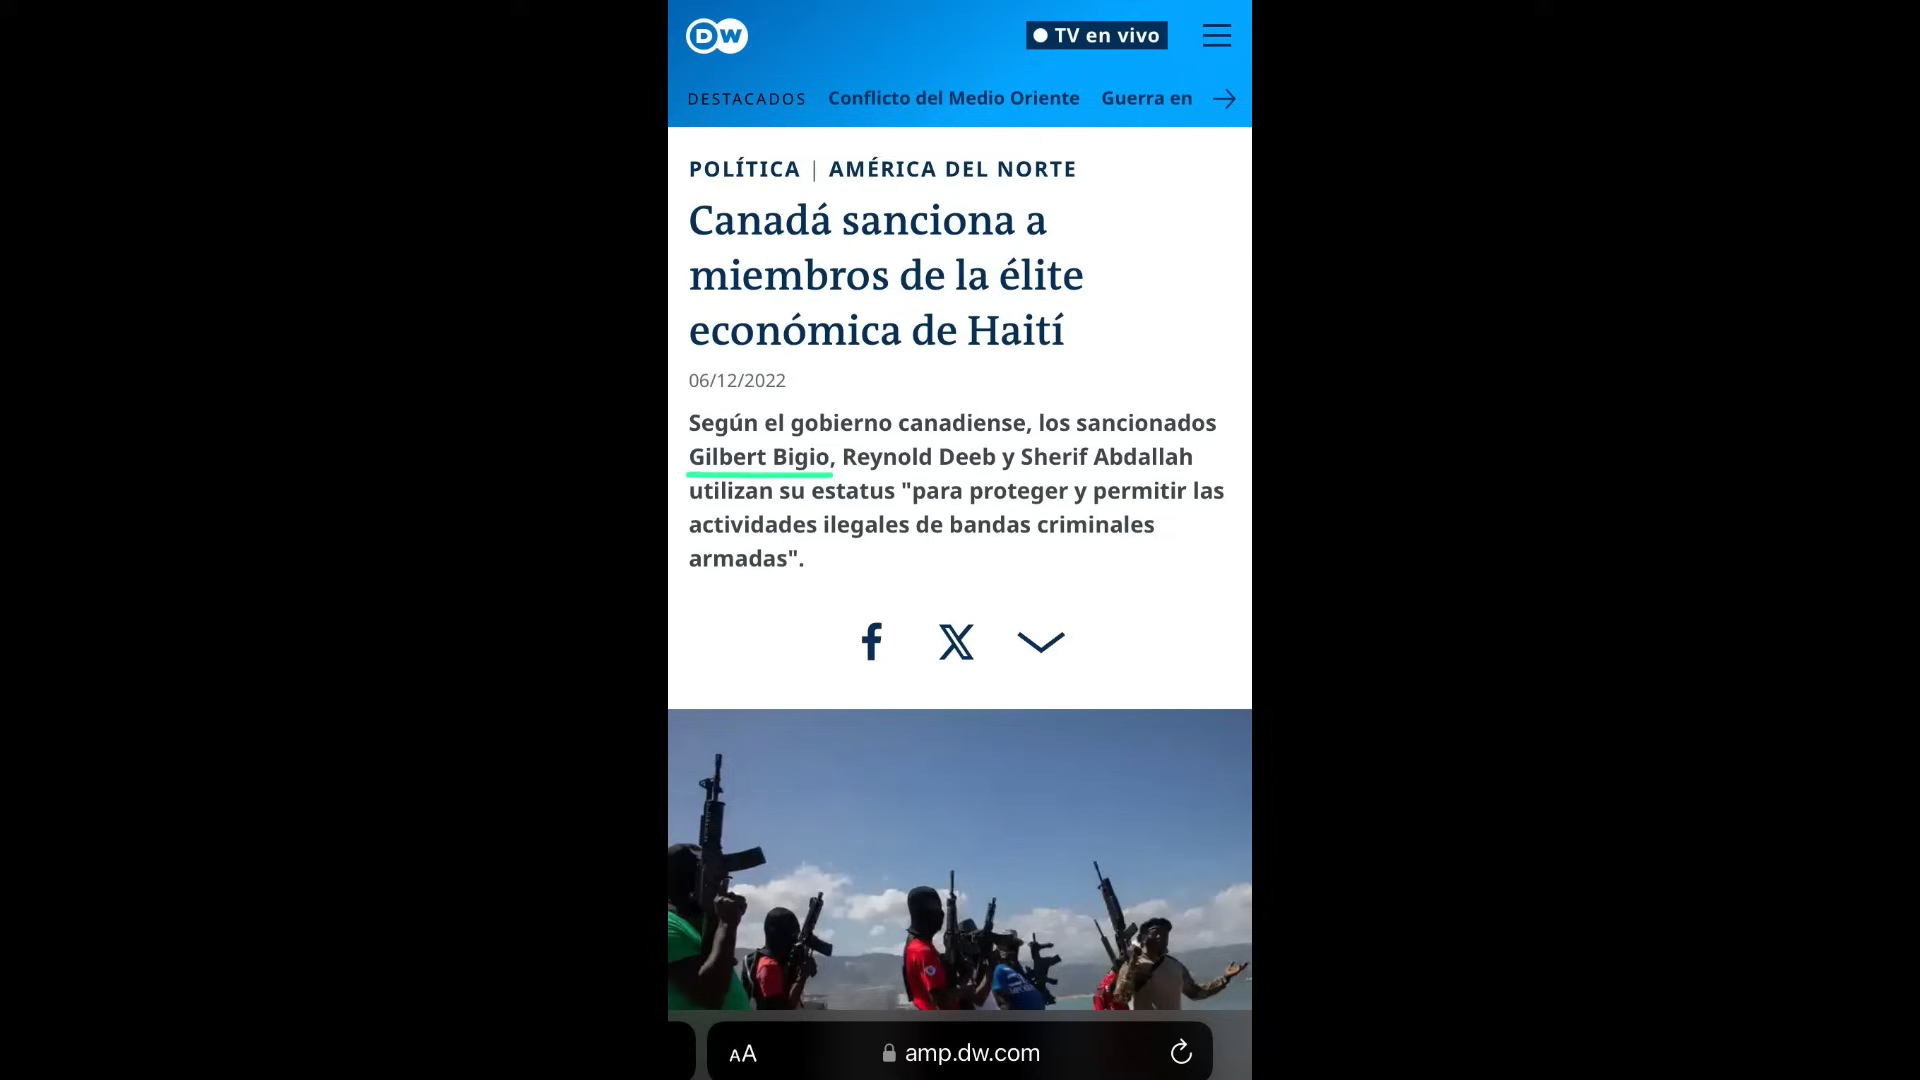 DW
TV en vivo
DESTACADOS Conflicto del Medio Oriente Guerra en
POLÍTICA | AMÉRICA DEL NORTE
Canadá sanciona a
miembros de la élite
económica de Haití
06/12/2022
Según el gobierno canadiense, los sancionados
Gilbert Bigio, Reynold Deeb y Sherif Abdallah
utilizan su estatus "para proteger y permitir las
actividades ilegales de bandas criminales
armadas".
AA amp.dw.com